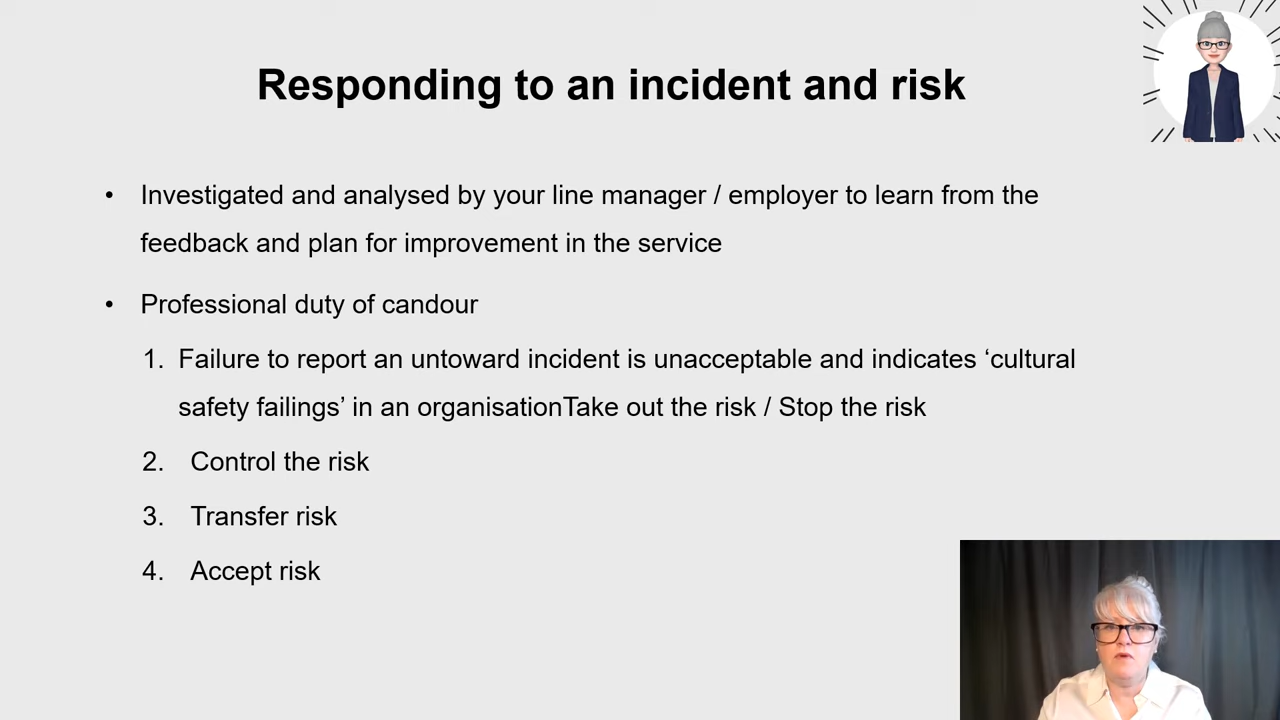 Responding to an incident and risk
• Investigated and analysed by your line manager / employer to learn from the
feedback and plan for improvement in the service
• Professional duty of candour
1. Failure to report an untoward incident is unacceptable and indicates ‘cultural
safety failings’ in an organisationTake out the risk / Stop the risk
2. Control the risk
3. Transfer risk
4. Accept risk